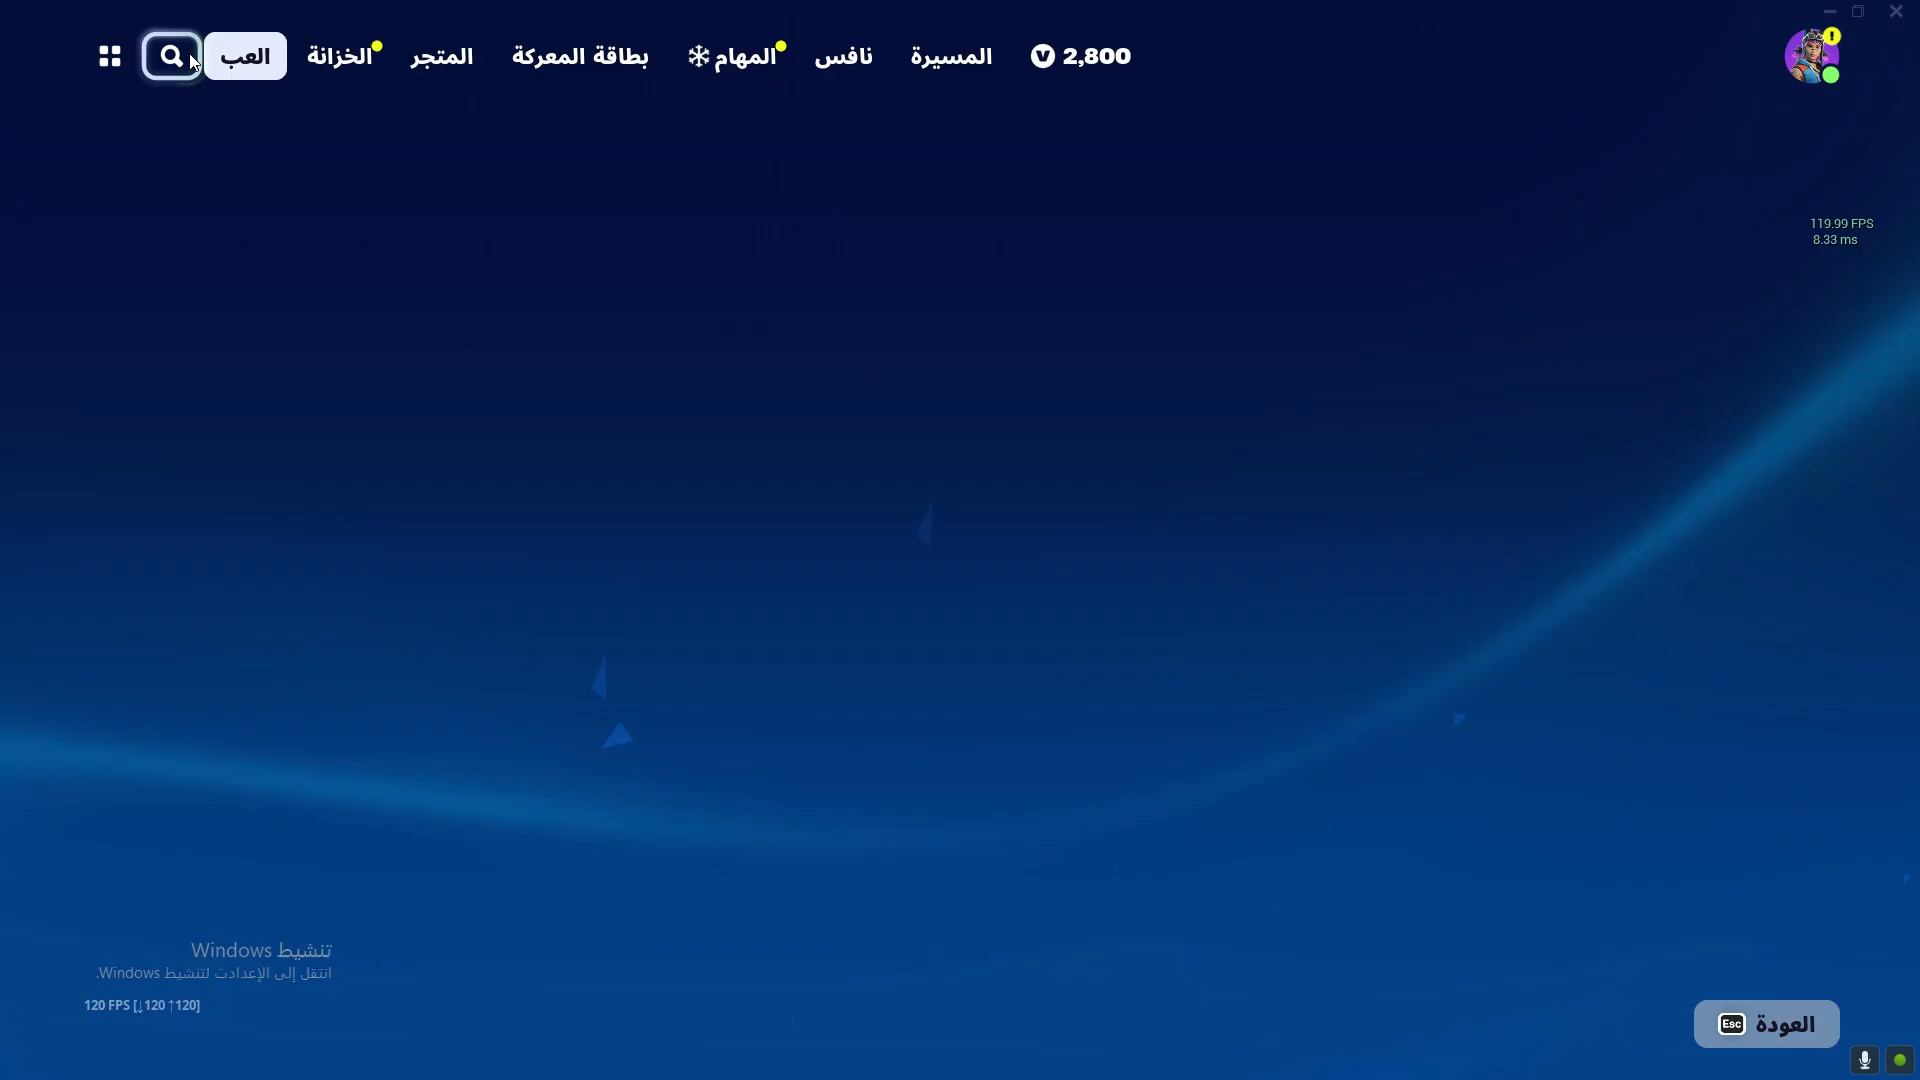 العب
الخزانة
المتجر
بطاقة المعركة
المهام
نافس
المسيرة
2,800
119.99 FPS
8.33 ms
تنشيط Windows
انتقل إلى الإعدادت لتنشيط Windows.
120 FPS [↓120 ↑120]
Esc العودة